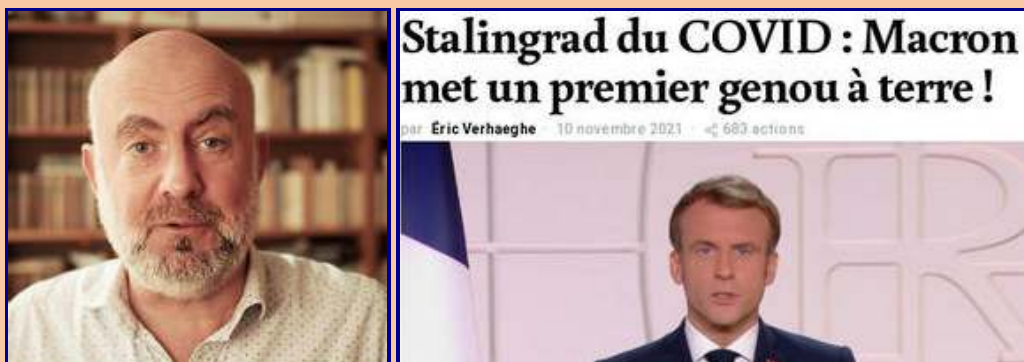 Stalingrad du COVID : Macron
met un premier genou à terre !
par Éric Verhaeghe · 10 novembre 2021 · 683 actions